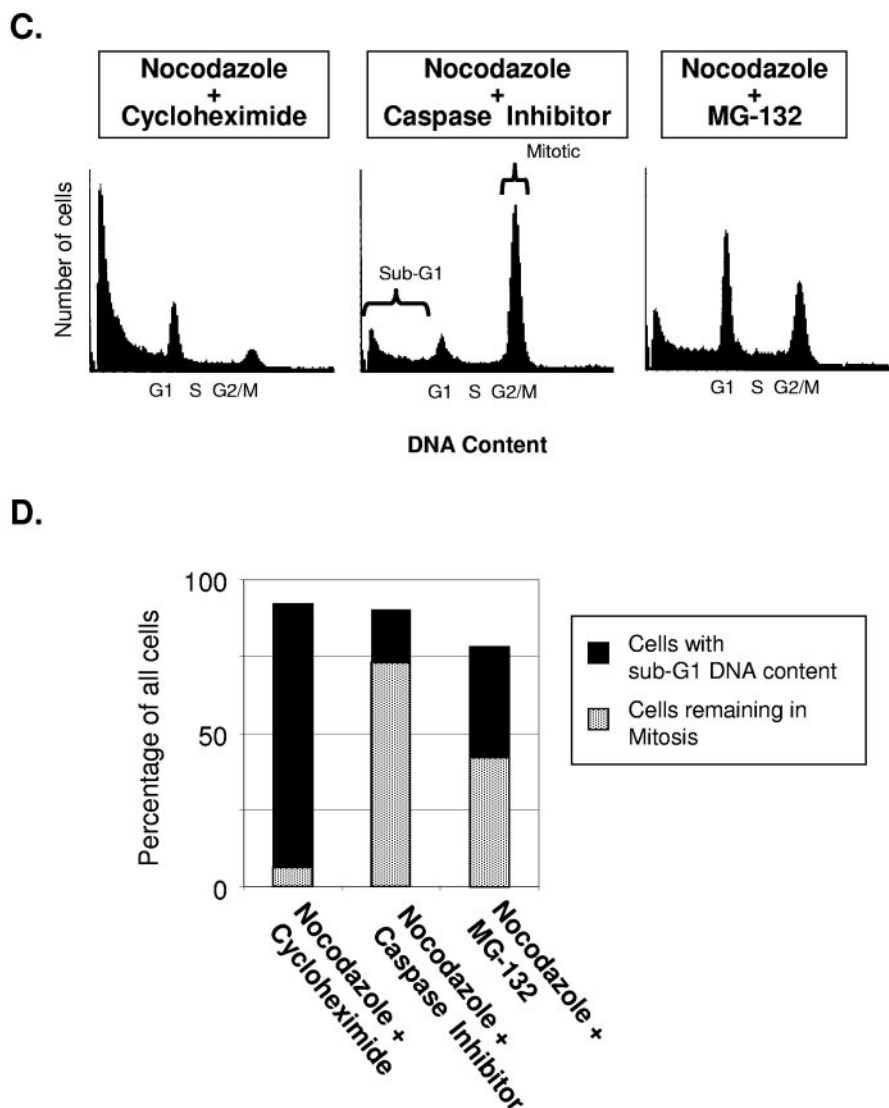 C.
Nocodazole
+
Cycloheximide
Nocodazole
+
Caspase Inhibitor
Nocodazole
+
MG-132
Number of cells
Sub-G1
Mitotic
G1 S G2/M
G1 S G2/M
G1 S G2/M
DNA Content
D.
Percentage of all cells
100
50
0
Nocodazole +
Cycloheximide
Nocodazole +
Caspase Inhibitor
Nocodazole +
MG-132
Cells with
sub-G1 DNA content
Cells remaining in
Mitosis